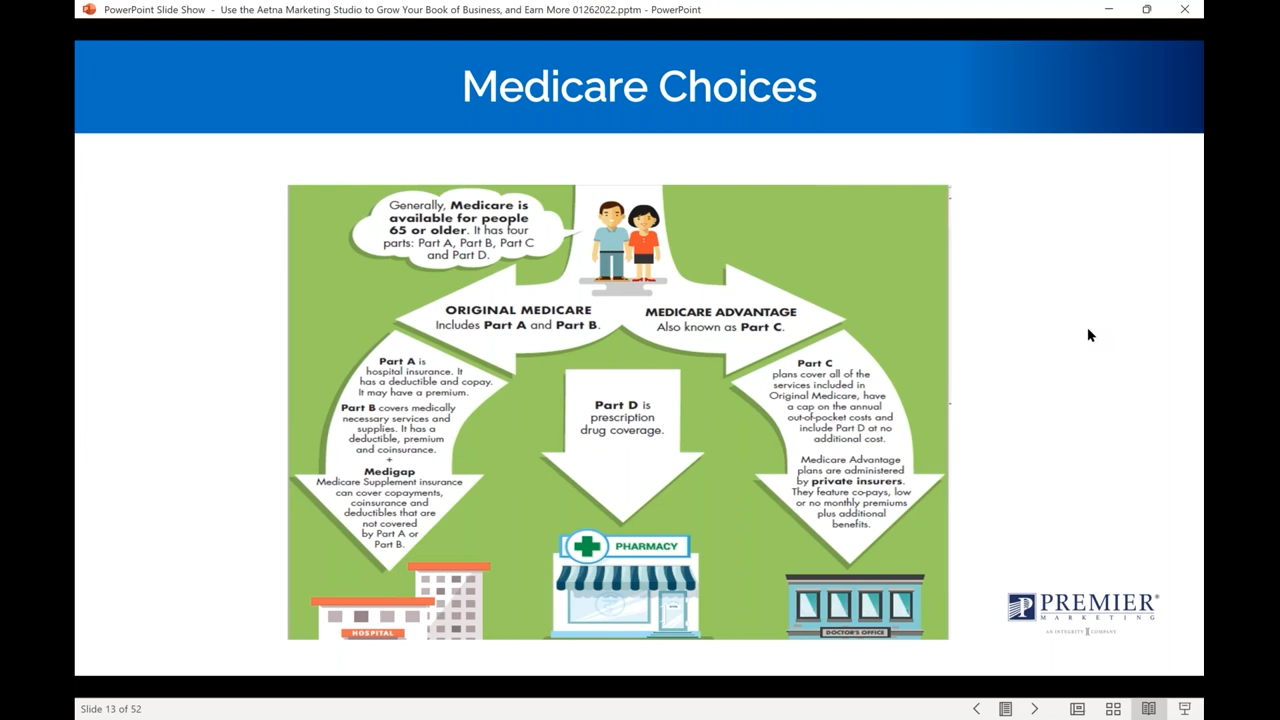 PowerPoint Slide Show - Use the Aetna Marketing Studio to Grow Your Book of Business, and Earn More 01262022.pptm - PowerPoint
Medicare Choices
Generally, Medicare is
available for people
65 or older. It has four
parts: Part A, Part B, Part C
and Part D.
ORIGINAL MEDICARE
Includes Part A and Part B.
MEDICARE ADVANTAGE
Also known as Part C.
Part A is
hospital insurance. It
has a deductible and copay.
It may have a premium.
Part B covers medically
necessary services and
supplies. It has a
deductible, premium
and coinsurance.
+
Medigap
Medicare Supplement insurance
can cover copayments,
coinsurance and
deductibles that are
not covered
by Part A or
Part B.
Part D is
prescription
drug coverage.
Part C
plans cover all of the
services included in
Original Medicare, have
a cap on the annual
out-of-pocket costs and
include Part D at no
additional cost.
Medicare Advantage
plans are administered
by private insurers.
They feature co-pays, low
or no monthly premiums
plus additional
benefits.
HOSPITAL
PHARMACY
DOCTOR'S OFFICE
PREMIER®
MARKETING
AN INTEGRITY COMPANY
Slide 13 of 52